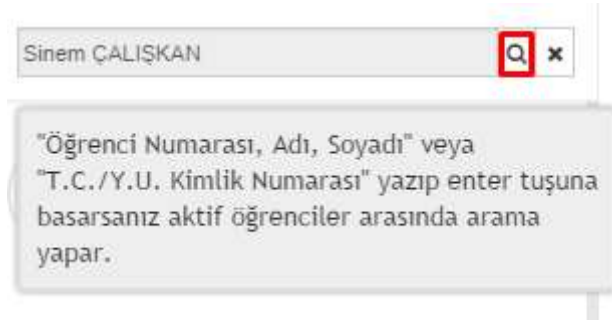 Sinem ÇALIŞKAN
"Öğrenci Numarası, Adı, Soyadı" veya
"T.C./Y.U. Kimlik Numarası" yazıp enter tuşuna
basarsanız aktif öğrenciler arasında arama
yapar.